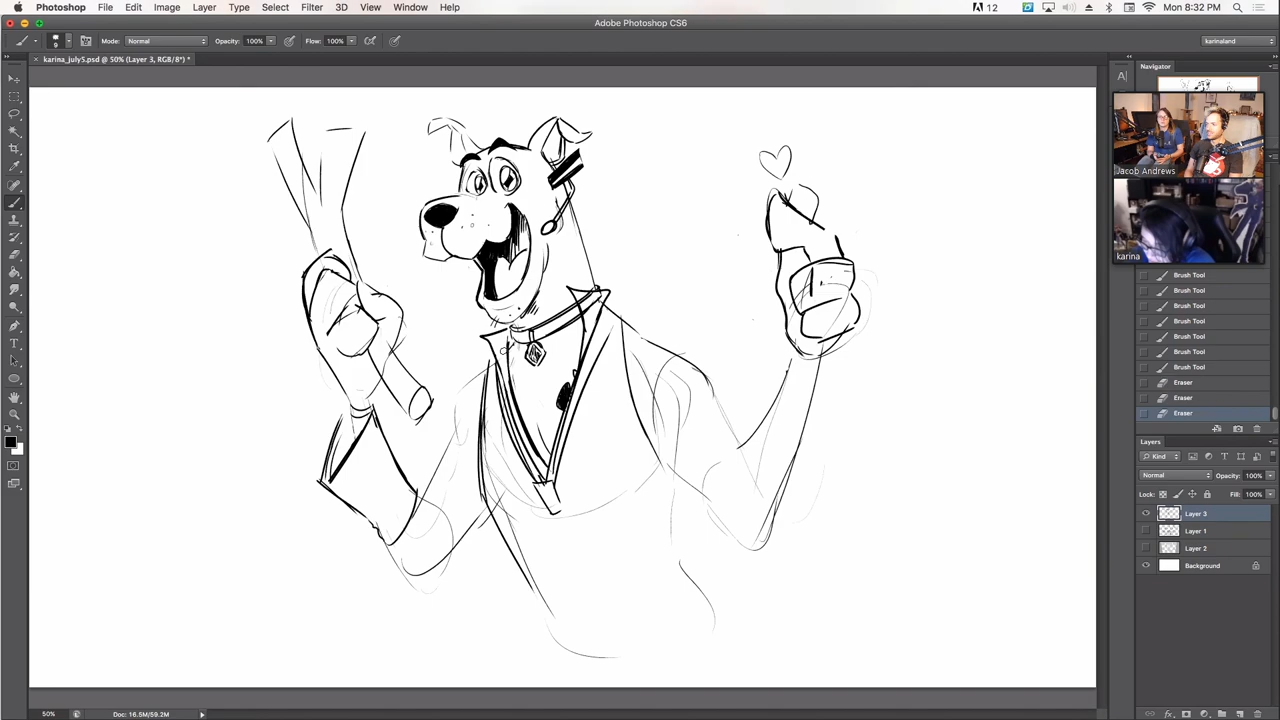 Photoshop File Edit Image Layer Type Select Filter 3D View Window Help 12 Mon 8:32 PM
Adobe Photoshop CS6
Mode: Normal Opacity: 100% Flow: 100% karinaland
karina_july5.psd @ 50% (Layer 3, RGB/8*) *
Navigator
Jacob Andrews
karina
Brush Tool
Brush Tool
Brush Tool
Brush Tool
Brush Tool
Brush Tool
Brush Tool
Eraser
Eraser
Eraser
Layers
Kind
Normal Opacity: 100%
Lock: Fill: 100%
Layer 3
Layer 1
Layer 2
Background
50% Doc: 16.5M/59.2M